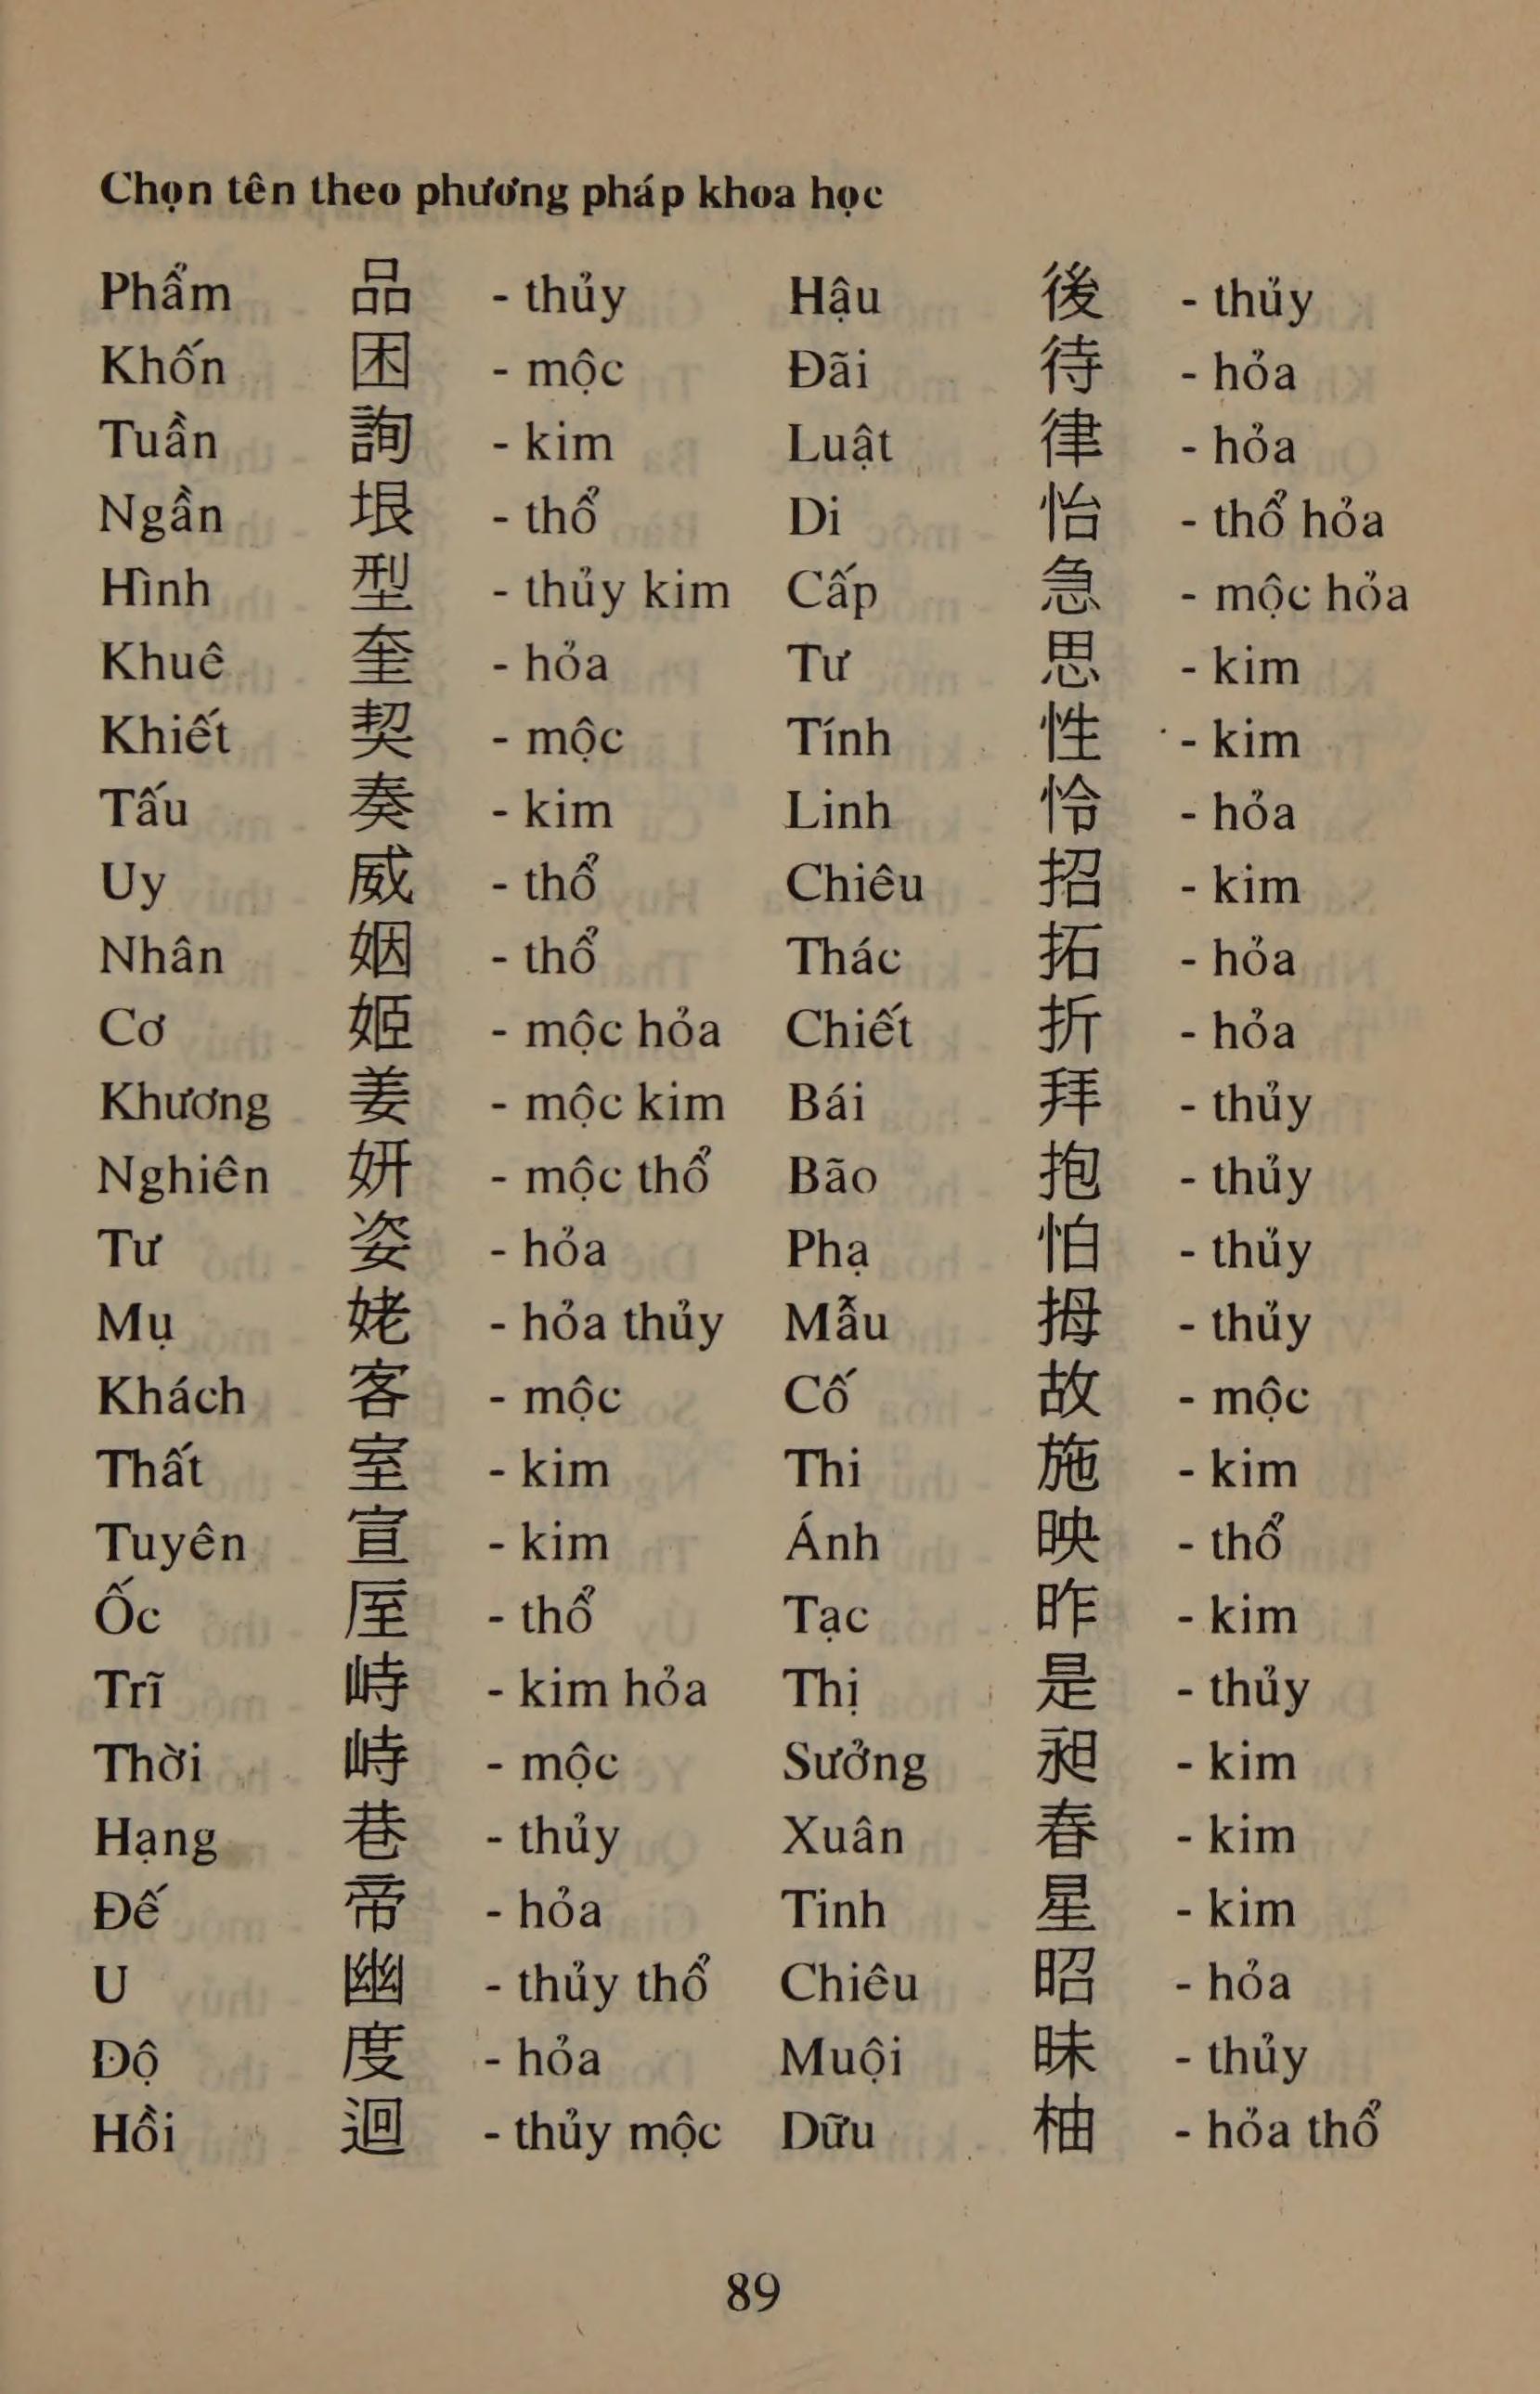 Chọn tên theo phương pháp khoa học
Phẩm 品 - thủy Hậu 後 - thủy
Khốn 困 - mộc Đãi 待 - hỏa
Tuần 詢 - kim Luật 律 - hỏa
Ngần 垠 - thổ Di 怡 - thổ hỏa
Hình 型 - thủy kim Cấp 急 - mộc hỏa
Khuê 奎 - hỏa Tư 思 - kim
Khiết 契 - mộc Tính 性 - kim
Tấu 奏 - kim Linh 怜 - hỏa
Uy 威 - thổ Chiêu 招 - kim
Nhân 姻 - thổ Thác 拓 - hỏa
Cơ 姬 - mộc hỏa Chiết 折 - hỏa
Khương 姜 - mộc kim Bái 拜 - thủy
Nghiên 妍 - mộc thổ Bão 抱 - thủy
Tư 姿 - hỏa Phạ 怕 - thủy
Mụ 姥 - hỏa thủy Mẫu 拇 - thủy
Khách 客 - mộc Cố 故 - mộc
Thất 室 - kim Thi 施 - kim
Tuyên 宣 - kim Ánh 映 - thổ
Ốc 厔 - thổ Tạc 昨 - kim
Trĩ 峙 - kim hỏa Thị 是 - thủy
Thời 峙 - mộc Sưởng 昶 - kim
Hạng 巷 - thủy Xuân 春 - kim
Đế 帝 - hỏa Tinh 星 - kim
U 幽 - thủy thổ Chiêu 昭 - hỏa
Độ 度 - hỏa Muội 昧 - thủy
Hồi 迴 - thủy mộc Dữu 柚 - hỏa thổ
89